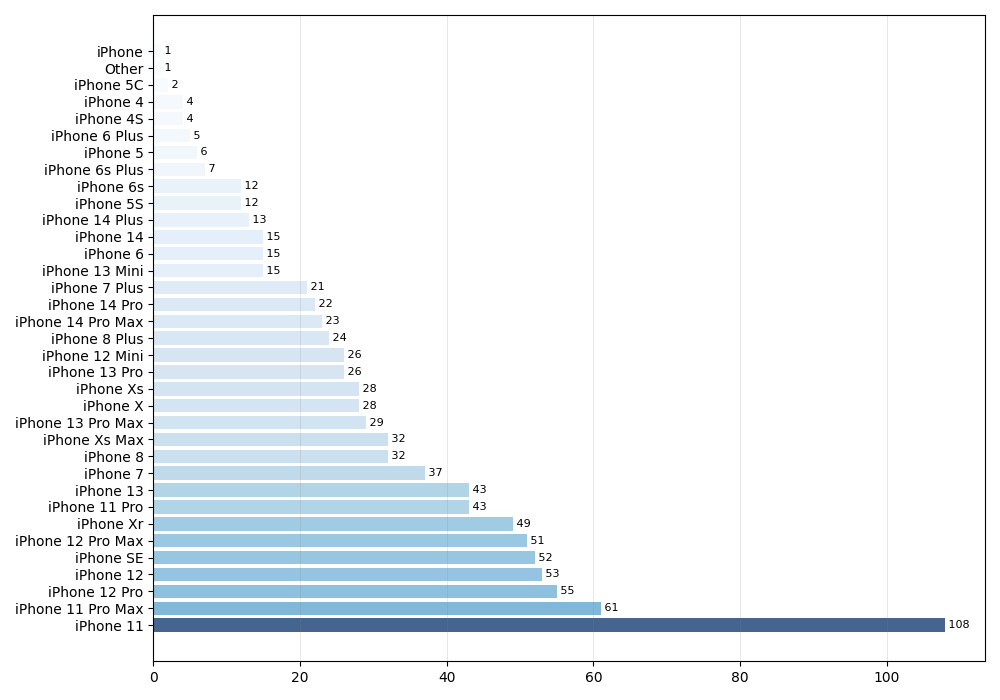 iPhone 1
Other 1
iPhone 5C 2
iPhone 4 4
iPhone 4S 4
iPhone 6 Plus 5
iPhone 5 6
iPhone 6s Plus 7
iPhone 6s 12
iPhone 5S 12
iPhone 14 Plus 13
iPhone 14 15
iPhone 6 15
iPhone 13 Mini 15
iPhone 7 Plus 21
iPhone 14 Pro 22
iPhone 14 Pro Max 23
iPhone 8 Plus 24
iPhone 12 Mini 26
iPhone 13 Pro 26
iPhone Xs 28
iPhone X 28
iPhone 13 Pro Max 29
iPhone Xs Max 32
iPhone 8 32
iPhone 7 37
iPhone 13 43
iPhone 11 Pro 43
iPhone Xr 49
iPhone 12 Pro Max 51
iPhone SE 52
iPhone 12 53
iPhone 12 Pro 55
iPhone 11 Pro Max 61
iPhone 11 108
0 20 40 60 80 100